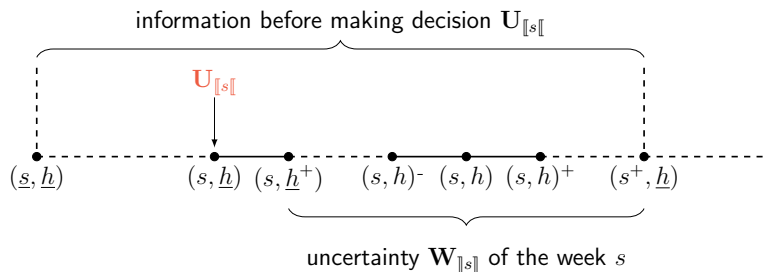 information before making decision 𝐔⟦s⟦
𝐔⟦s⟦
(s̲, h̲) (s, h̲) (s, h̲⁺) (s, h)⁻ (s, h) (s, h)⁺ (s⁺, h̲)
uncertainty 𝐖⟧s⟧ of the week s